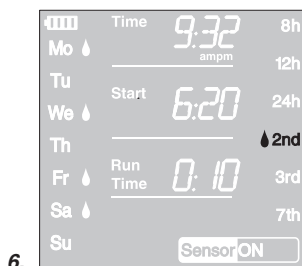 Time 9:32 8h
Mo ampm
12h
Tu
Start 6:20 24h
We
2nd
Th
Run Time 0:10
Fr 3rd
Sa
7th
Su
Sensor ON
6.